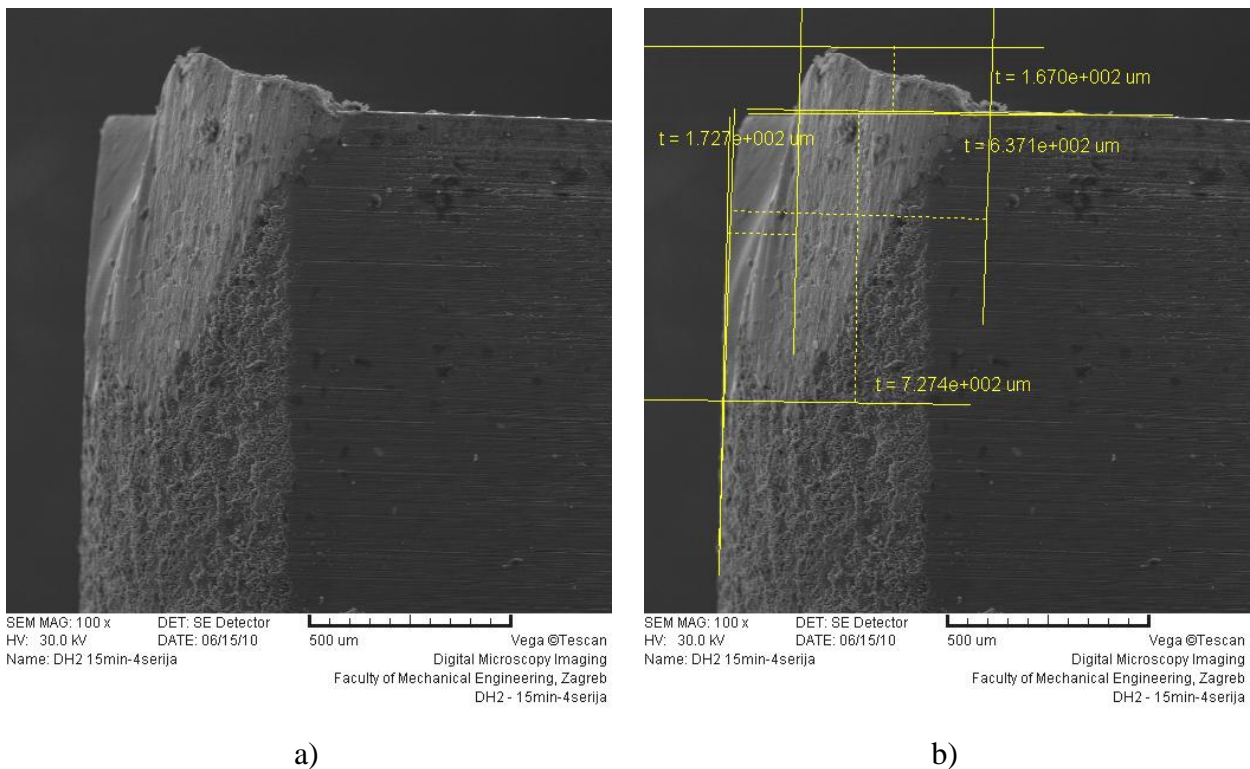 t = 1.670e+002 um
t = 1.727e+002 um
t = 6.371e+002 um
t = 7.274e+002 um
SEM MAG: 100 x DET: SE Detector
HV: 30.0 kV DATE: 06/15/10 500 um Vega ©Tescan
Name: DH2 15min-4serija Digital Microscopy Imaging
Faculty of Mechanical Engineering, Zagreb
DH2 - 15min-4serija
SEM MAG: 100 x DET: SE Detector
HV: 30.0 kV DATE: 06/15/10 500 um Vega ©Tescan
Name: DH2 15min-4serija Digital Microscopy Imaging
Faculty of Mechanical Engineering, Zagreb
DH2 - 15min-4serija
a) b)